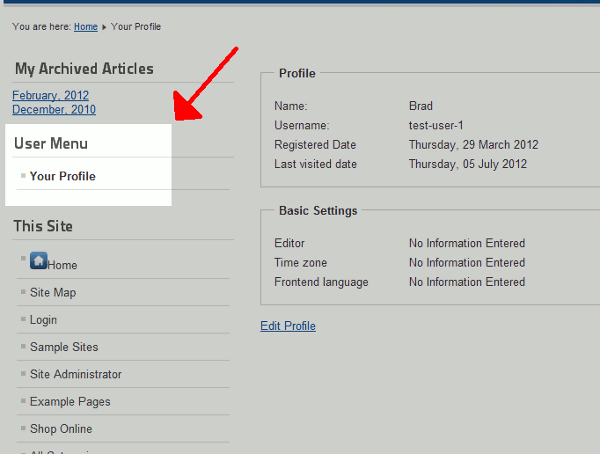 You are here: Home ▸ Your Profile
My Archived Articles
February, 2012
December, 2010
User Menu
Your Profile
This Site
Home
Site Map
Login
Sample Sites
Site Administrator
Example Pages
Shop Online
Profile
Name: Brad
Username: test-user-1
Registered Date Thursday, 29 March 2012
Last visited date Thursday, 05 July 2012
Basic Settings
Editor No Information Entered
Time zone No Information Entered
Frontend language No Information Entered
Edit Profile